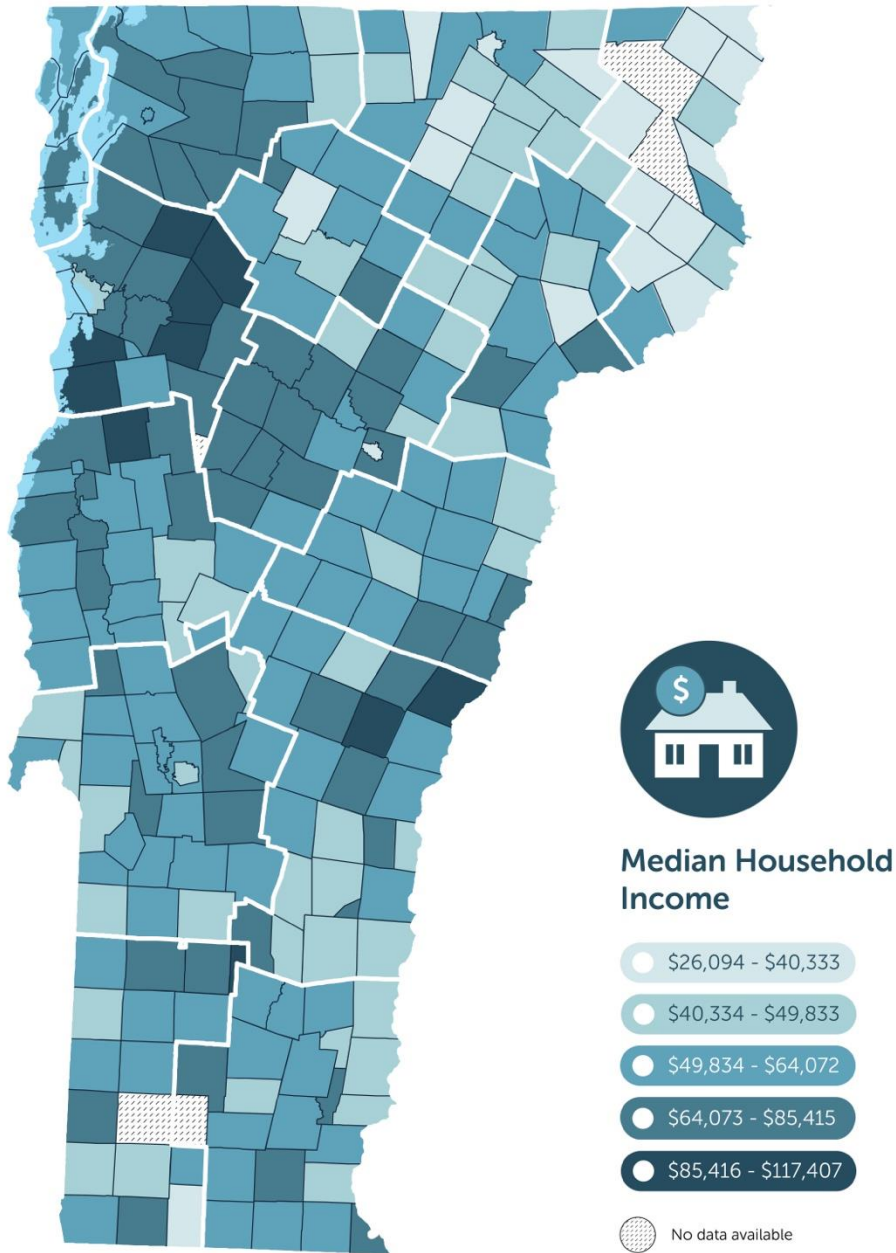 $
Median Household
Income
$26,094 - $40,333
$40,334 - $49,833
$49,834 - $64,072
$64,073 - $85,415
$85,416 - $117,407
No data available